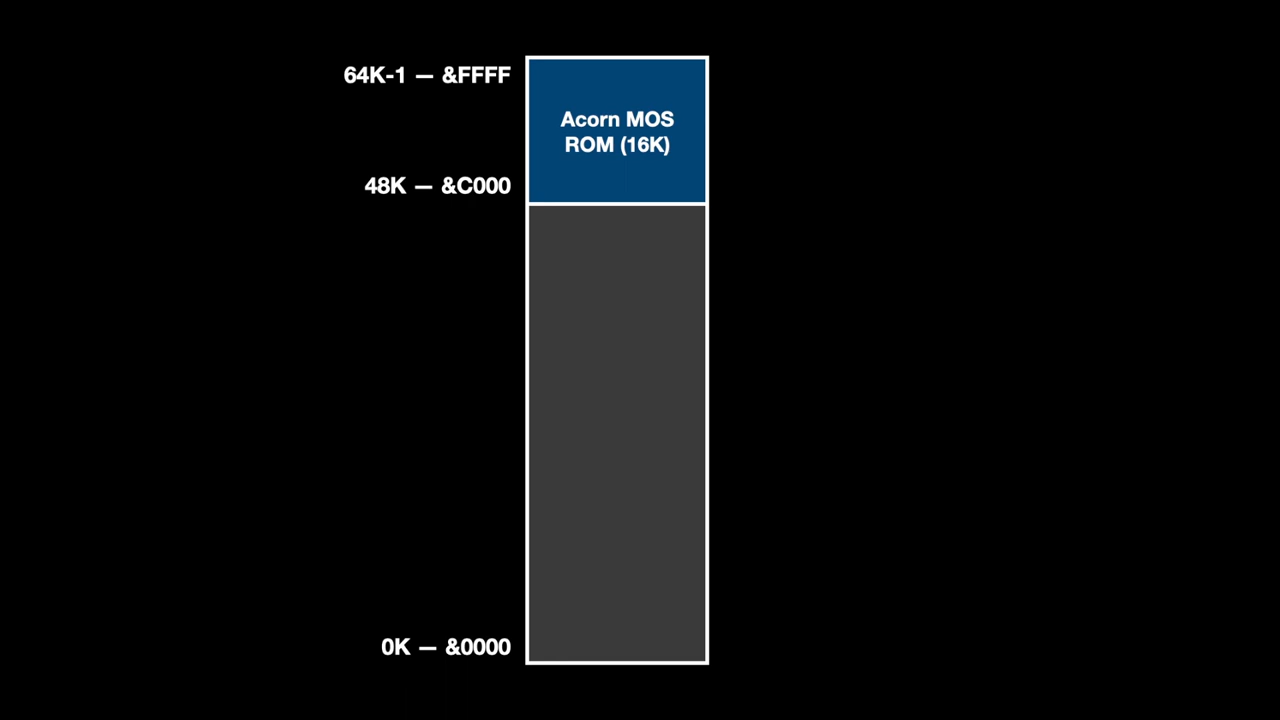 64K-1 — &FFFF
Acorn MOS
ROM (16K)
48K — &C000
0K — &0000